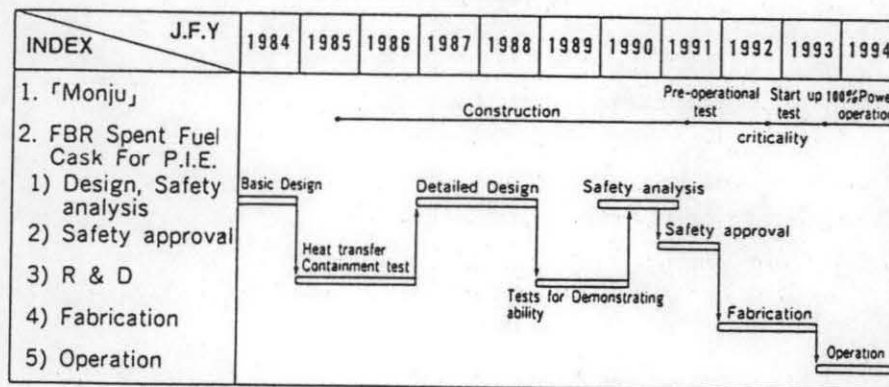 J.F.Y
INDEX
1984 1985 1986 1987 1988 1989 1990 1991 1992 1993 1994
1. 「Monju」
Construction
Pre-operational
test
criticality
Start up
test
100%Power
operation
2. FBR Spent Fuel
Cask For P.I.E.
1) Design, Safety
analysis
Basic Design
Detailed Design
Safety analysis
2) Safety approval
Safety approval
3) R & D
Heat transfer
Containment test
Tests for Demonstrating
ability
4) Fabrication
Fabrication
5) Operation
Operation